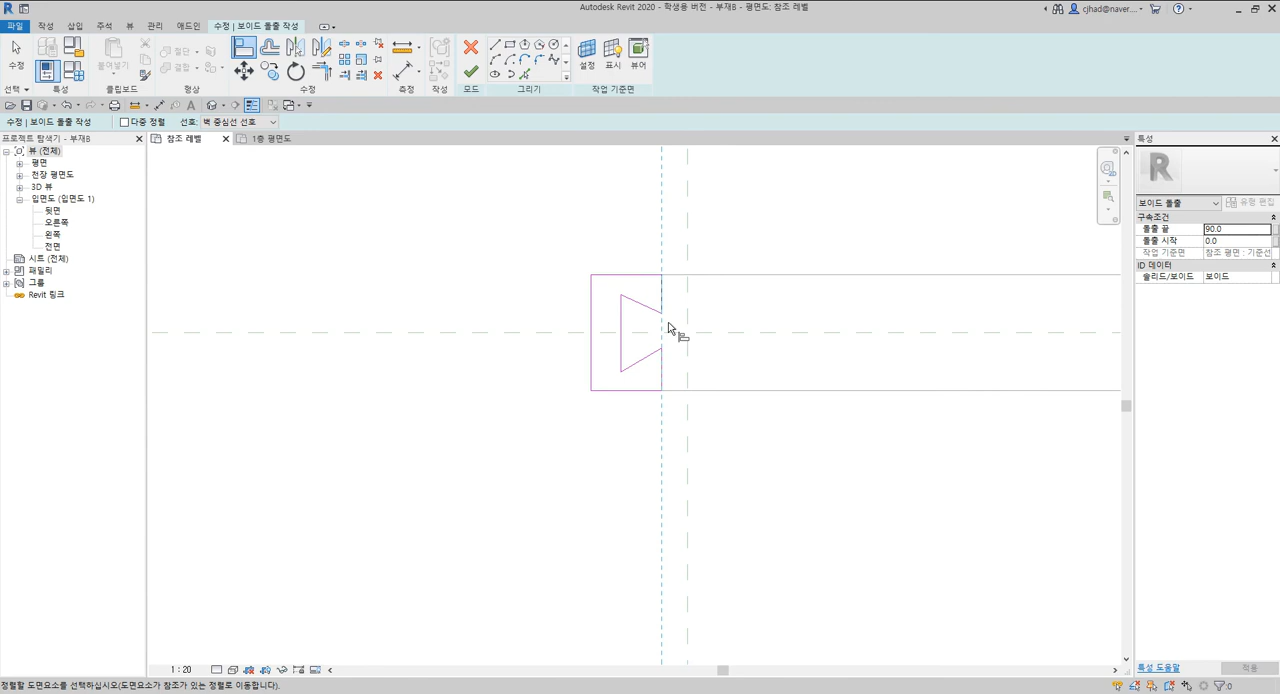 Autodesk Revit 2020 - 학생용 버전 - 부재B - 평면도: 참조 레벨
cjhad@naver....
파일 작성 삽입 주석 뷰 관리 애드인 수정 | 보이드 돌출 작성
수정
붙여넣기
절단
결합
설정 표시 뷰어
선택 특성 클립보드 형상 수정 측정 작성 모드 그리기 작업 기준면
수정 | 보이드 돌출 작성 다중 정렬 선호: 벽 중심선 선호
프로젝트 탐색기 - 부재B
참조 레벨 1층 평면도
특성
뷰 (전체)
평면
천장 평면도
3D 뷰
입면도 (입면도 1)
뒷면
오른쪽
왼쪽
전면
시트 (전체)
패밀리
그룹
Revit 링크
보이드 돌출 유형 편집
구속조건
돌출 끝 90.0
돌출 시작 0.0
작업 기준면 참조 평면 : 기준선
ID 데이터
솔리드/보이드 보이드
특성 도움말 적용
1 : 20
정렬할 도면요소를 선택하십시오(도면요소가 참조가 있는 정렬로 이동합니다).
:0